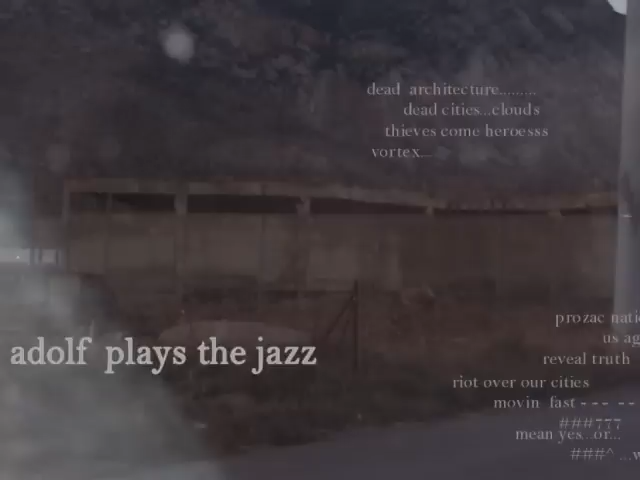 dead architecture.........
dead cities...clouds
thieves come heroesss
vortex...
adolf plays the jazz
prozac
us
reveal truth
riot over our cities
movin fast - - - - -
###777
mean yes...or...
###^ ...